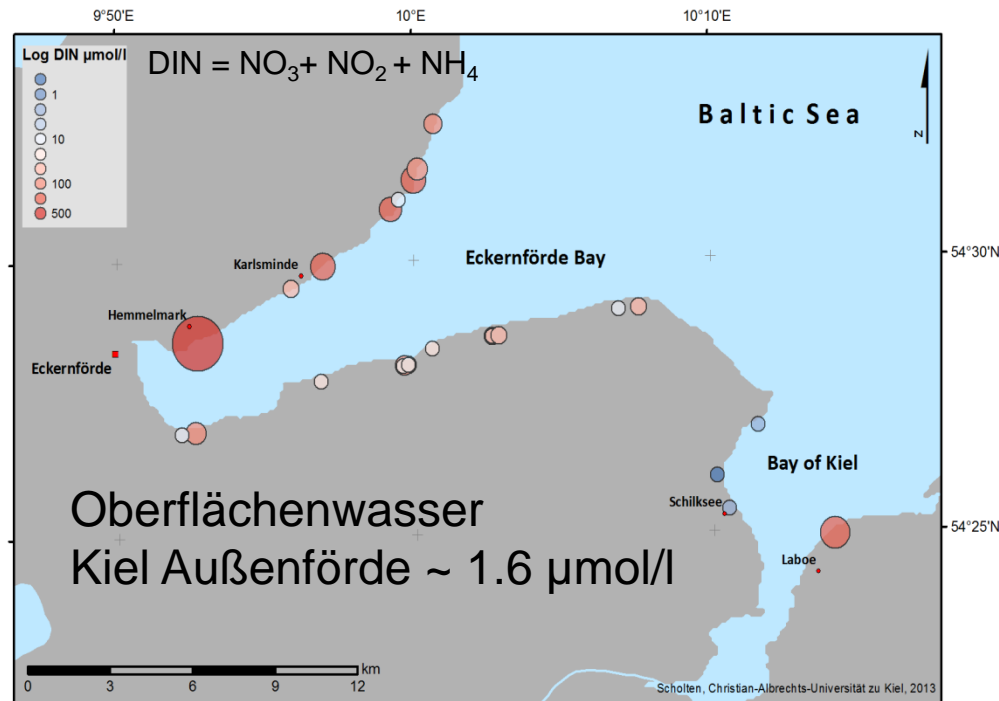 9°50'E 10°0'E 10°10'E
Log DIN µmol/l
1
10
100
500
DIN = NO₃+ NO₂ + NH₄
Baltic Sea
N
Eckernförde Bay
54°30'N
Karlsminde
Hemmelmark
Eckernförde
Bay of Kiel
Schilksee
54°25'N
Laboe
Oberflächenwasser
Kiel Außenförde ~ 1.6 µmol/l
km
0 3 6 9 12
Scholten, Christian-Albrechts-Universität zu Kiel, 2013